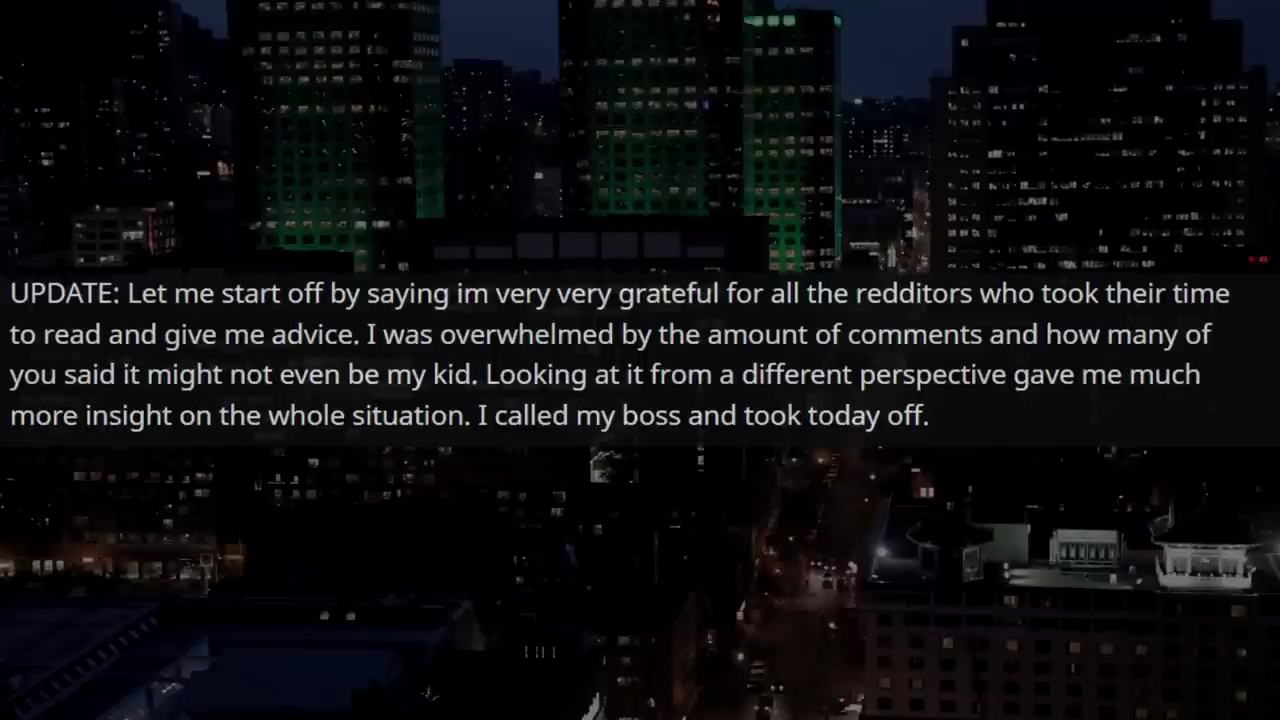 UPDATE: Let me start off by saying im very very grateful for all the redditors who took their time
to read and give me advice. I was overwhelmed by the amount of comments and how many of
you said it might not even be my kid. Looking at it from a different perspective gave me much
more insight on the whole situation. I called my boss and took today off.